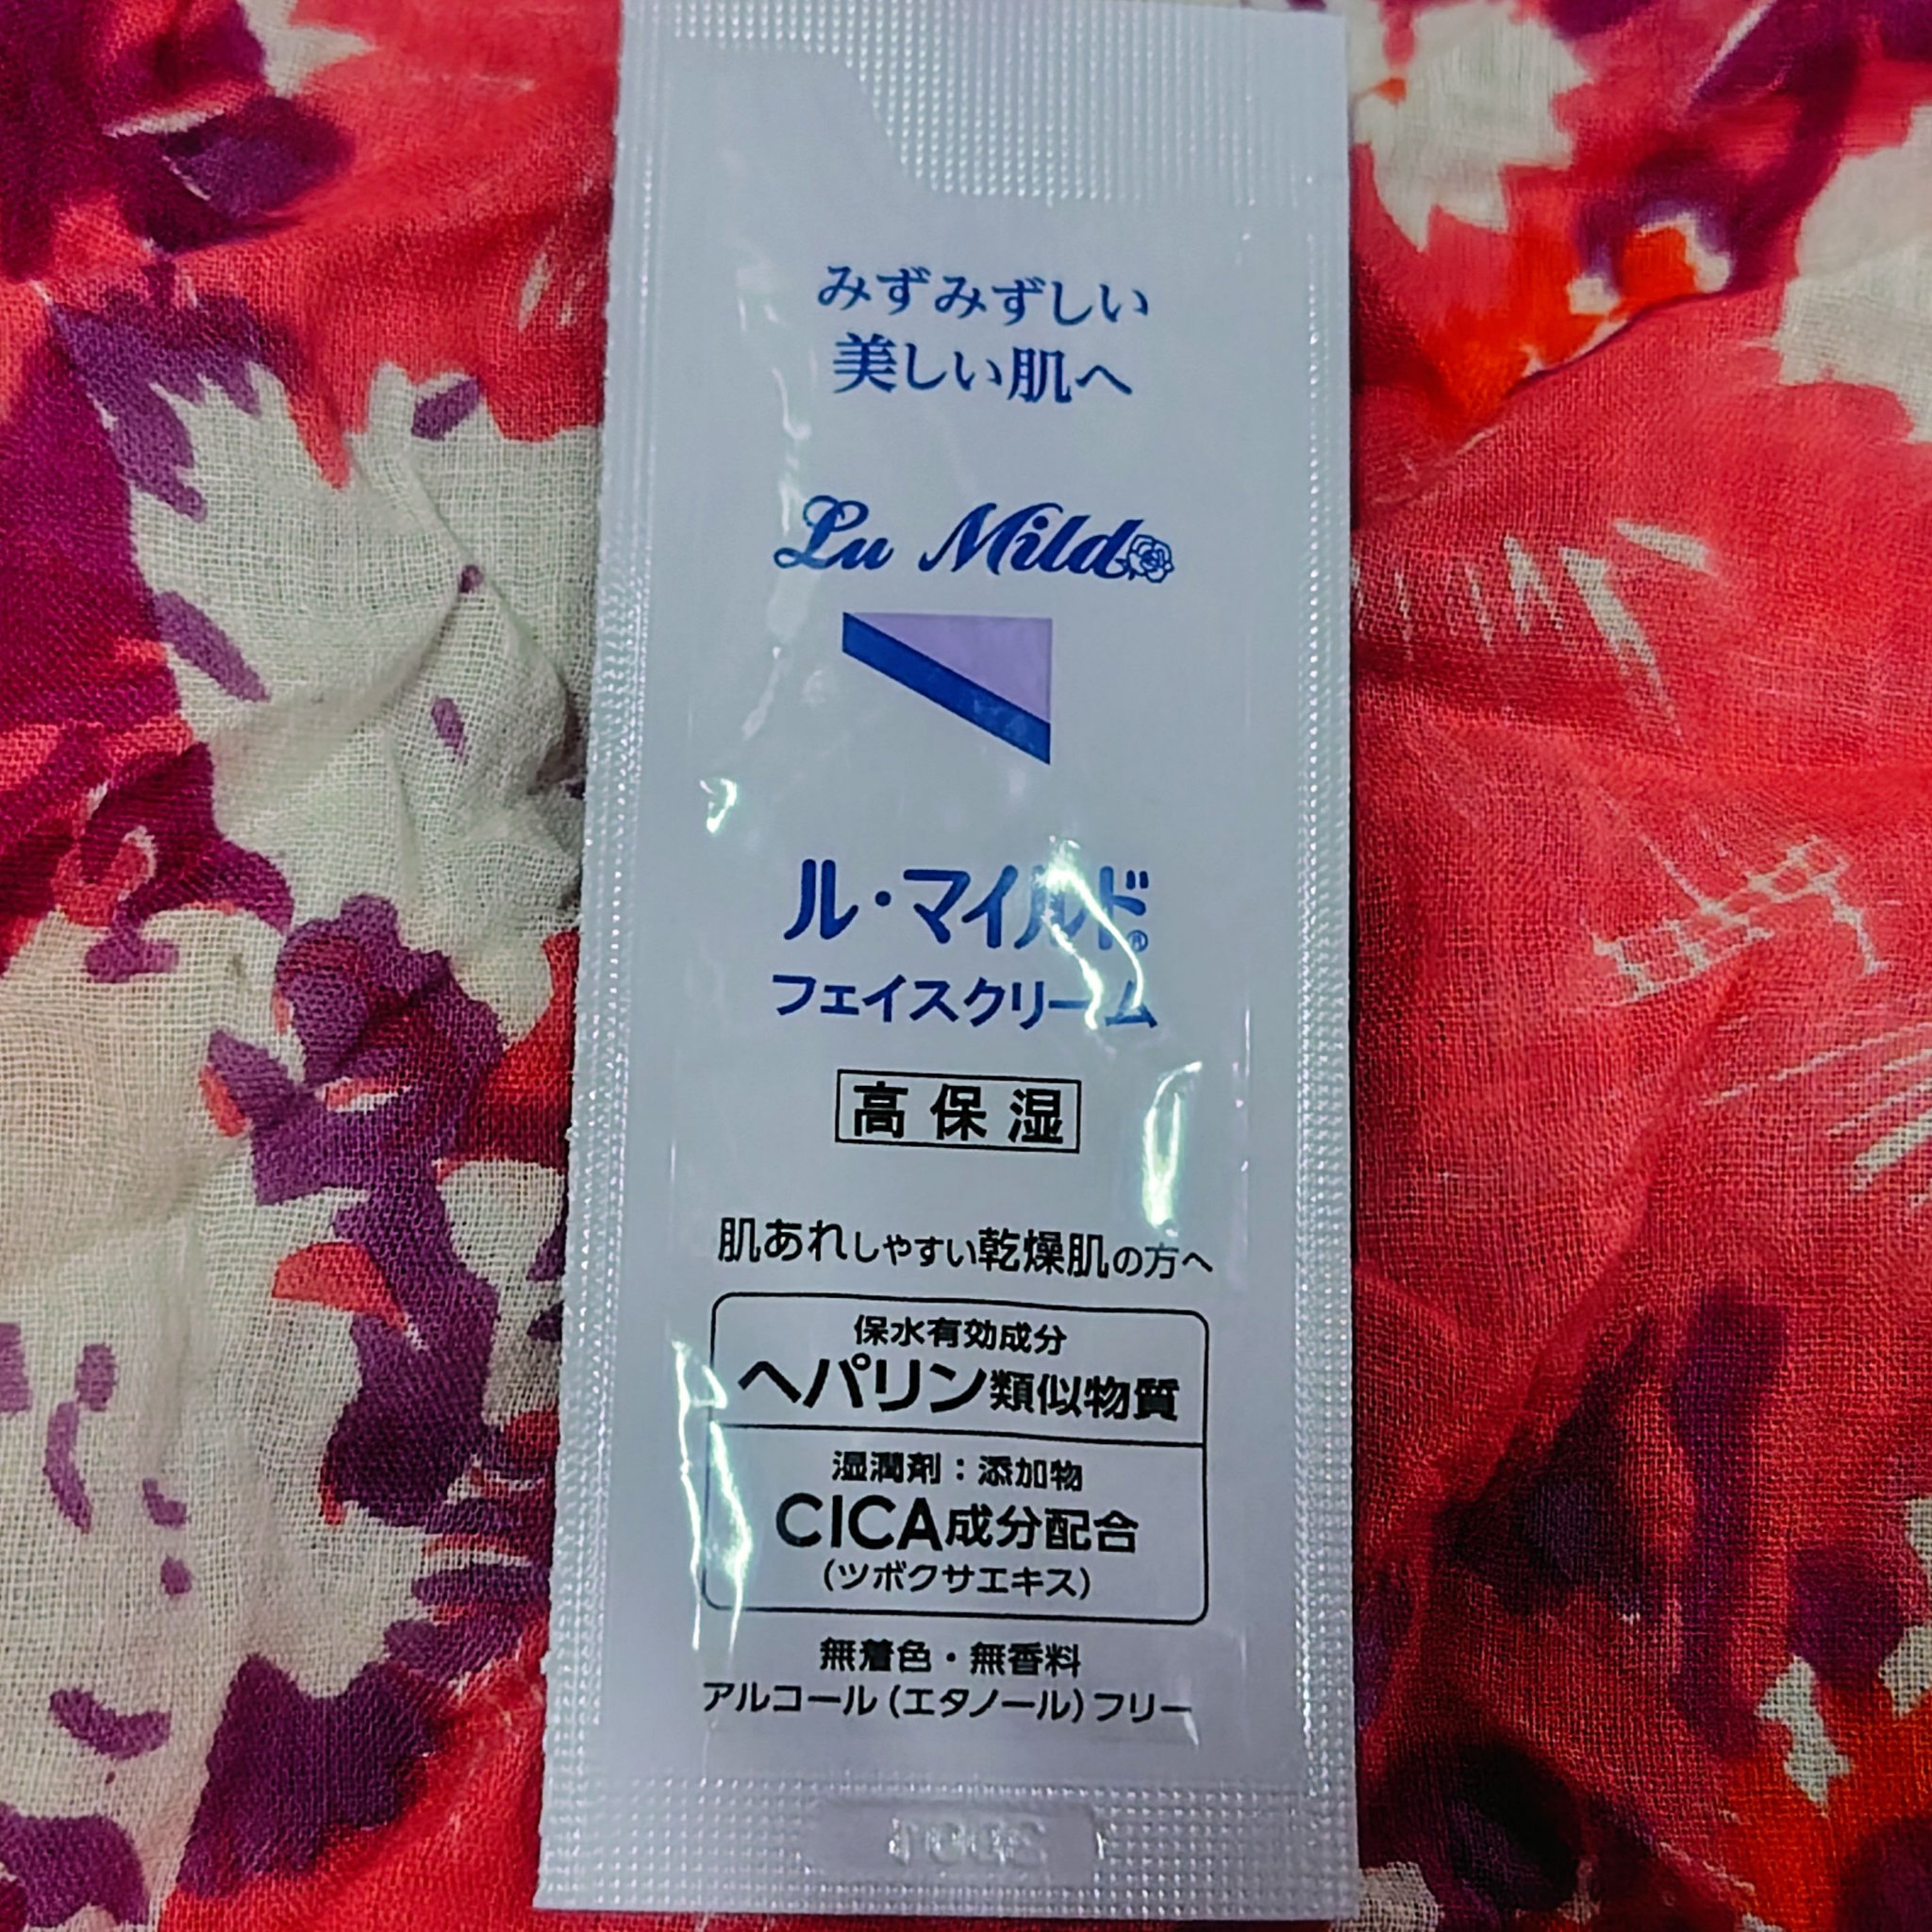 みずみずしい
美しい肌へ
Lu Mild
ル・マイルド®
フェイスクリーム
高保湿
肌あれしやすい乾燥肌の方へ
保水有効成分
ヘパリン類似物質
湿潤剤：添加物
CICA成分配合
(ツボクサエキス)
無着色・無香料
アルコール(エタノール)フリー